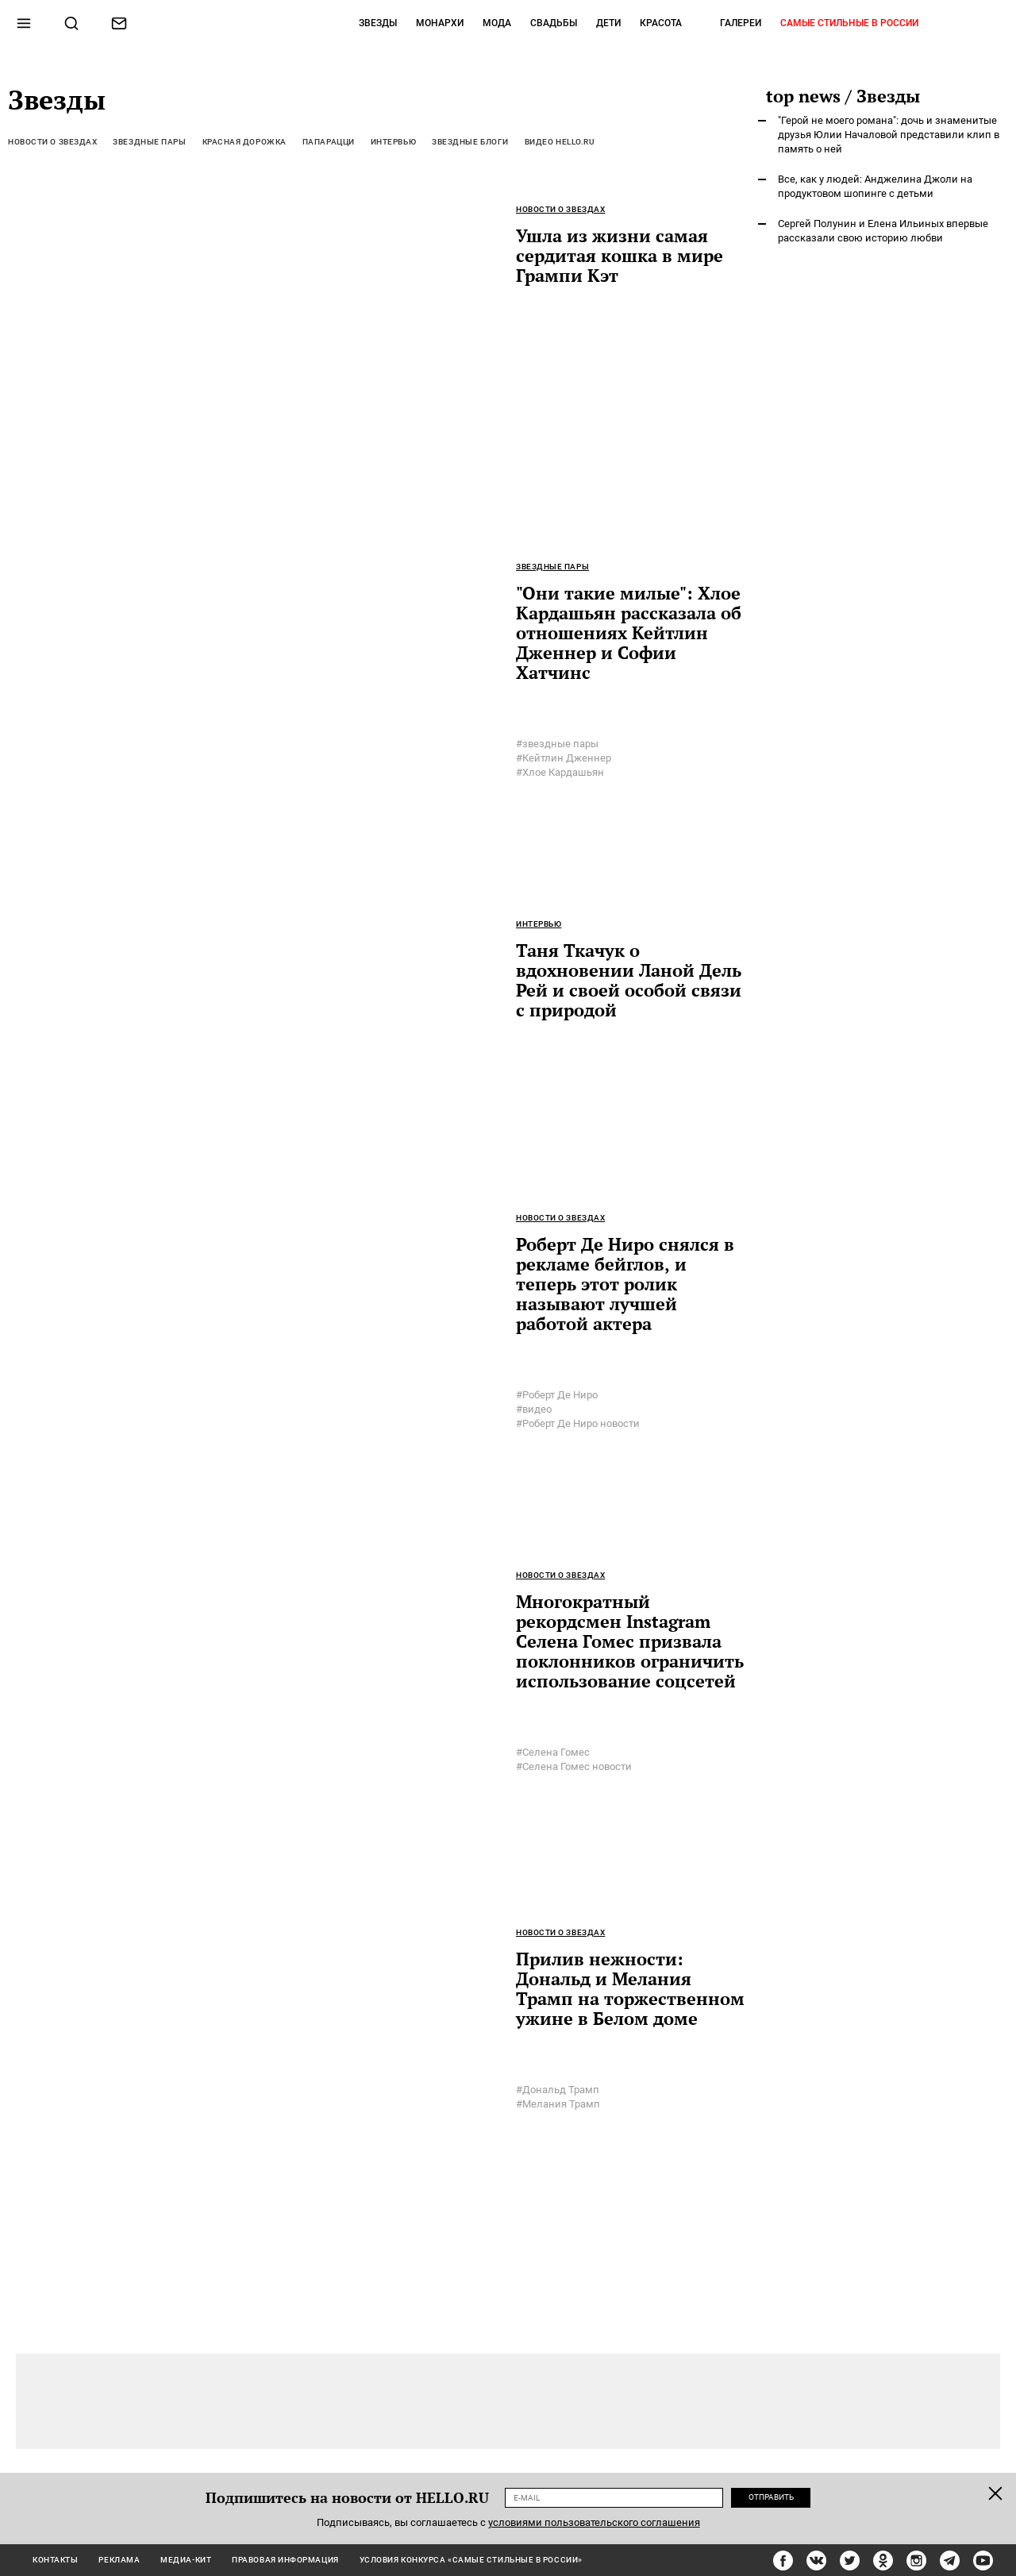 ЗВЕЗДЫ МОНАРХИ МОДА СВАДЬБЫ ДЕТИ КРАСОТА ГАЛЕРЕИ САМЫЕ СТИЛЬНЫЕ В РОССИИ
Звезды
НОВОСТИ О ЗВЕЗДАХ ЗВЕЗДНЫЕ ПАРЫ КРАСНАЯ ДОРОЖКА ПАПАРАЦЦИ ИНТЕРВЬЮ ЗВЕЗДНЫЕ БЛОГИ ВИДЕО HELLO.RU
top news / Звезды
"Герой не моего романа": дочь и знаменитые
друзья Юлии Началовой представили клип в
память о ней
Все, как у людей: Анджелина Джоли на
продуктовом шопинге с детьми
Сергей Полунин и Елена Ильиных впервые
рассказали свою историю любви
НОВОСТИ О ЗВЕЗДАХ
Ушла из жизни самая
сердитая кошка в мире
Грампи Кэт
ЗВЕЗДНЫЕ ПАРЫ
"Они такие милые": Хлое
Кардашьян рассказала об
отношениях Кейтлин
Дженнер и Софии
Хатчинс
#звездные пары
#Кейтлин Дженнер
#Хлое Кардашьян
ИНТЕРВЬЮ
Таня Ткачук о
вдохновении Ланой Дель
Рей и своей особой связи
с природой
НОВОСТИ О ЗВЕЗДАХ
Роберт Де Ниро снялся в
рекламе бейглов, и
теперь этот ролик
называют лучшей
работой актера
#Роберт Де Ниро
#видео
#Роберт Де Ниро новости
НОВОСТИ О ЗВЕЗДАХ
Многократный
рекордсмен Instagram
Селена Гомес призвала
поклонников ограничить
использование соцсетей
#Селена Гомес
#Селена Гомес новости
НОВОСТИ О ЗВЕЗДАХ
Прилив нежности:
Дональд и Мелания
Трамп на торжественном
ужине в Белом доме
#Дональд Трамп
#Мелания Трамп
Подпишитесь на новости от HELLO.RU E-MAIL ОТПРАВИТЬ
Подписываясь, вы соглашаетесь с условиями пользовательского соглашения
КОНТАКТЫ РЕКЛАМА МЕДИА-КИТ ПРАВОВАЯ ИНФОРМАЦИЯ УСЛОВИЯ КОНКУРСА «САМЫЕ СТИЛЬНЫЕ В РОССИИ»